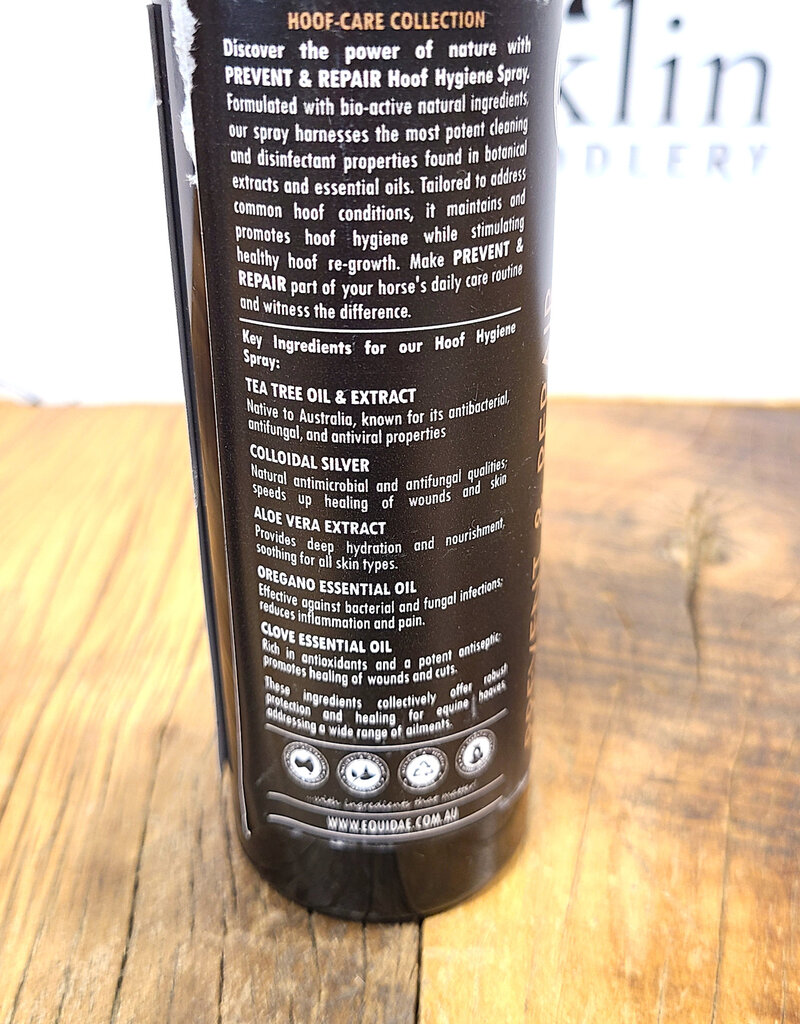 HOOF-CARE COLLECTION
Discover the power of nature with
PREVENT & REPAIR Hoof Hygiene Spray.
Formulated with bio-active natural ingredients,
our spray harnesses the most potent cleaning
and disinfectant properties found in botanical
extracts and essential oils. Tailored to address
common hoof conditions, it maintains and
promotes hoof hygiene while stimulating
healthy hoof re-growth. Make PREVENT &
REPAIR part of your horse's daily care routine
and witness the difference.
Key Ingredients for our Hoof Hygiene
Spray:
TEA TREE OIL & EXTRACT
Native to Australia, known for its antibacterial,
antifungal, and antiviral properties
COLLOIDAL SILVER
Natural antimicrobial and antifungal qualities;
speeds up healing of wounds and skin
ALOE VERA EXTRACT
Provides deep hydration and nourishment,
soothing for all skin types.
OREGANO ESSENTIAL OIL
Effective against bacterial and fungal infections;
reduces inflammation and pain.
CLOVE ESSENTIAL OIL
Rich in antioxidants and a potent antiseptic;
promotes healing of wounds and cuts.
These ingredients collectively offer robust
protection and healing for equine hooves,
addressing a wide range of ailments.
...with ingredients that matter!
WWW.EQUIDAE.COM.AU
PREVENT & REPAIR
klin
DDLERY